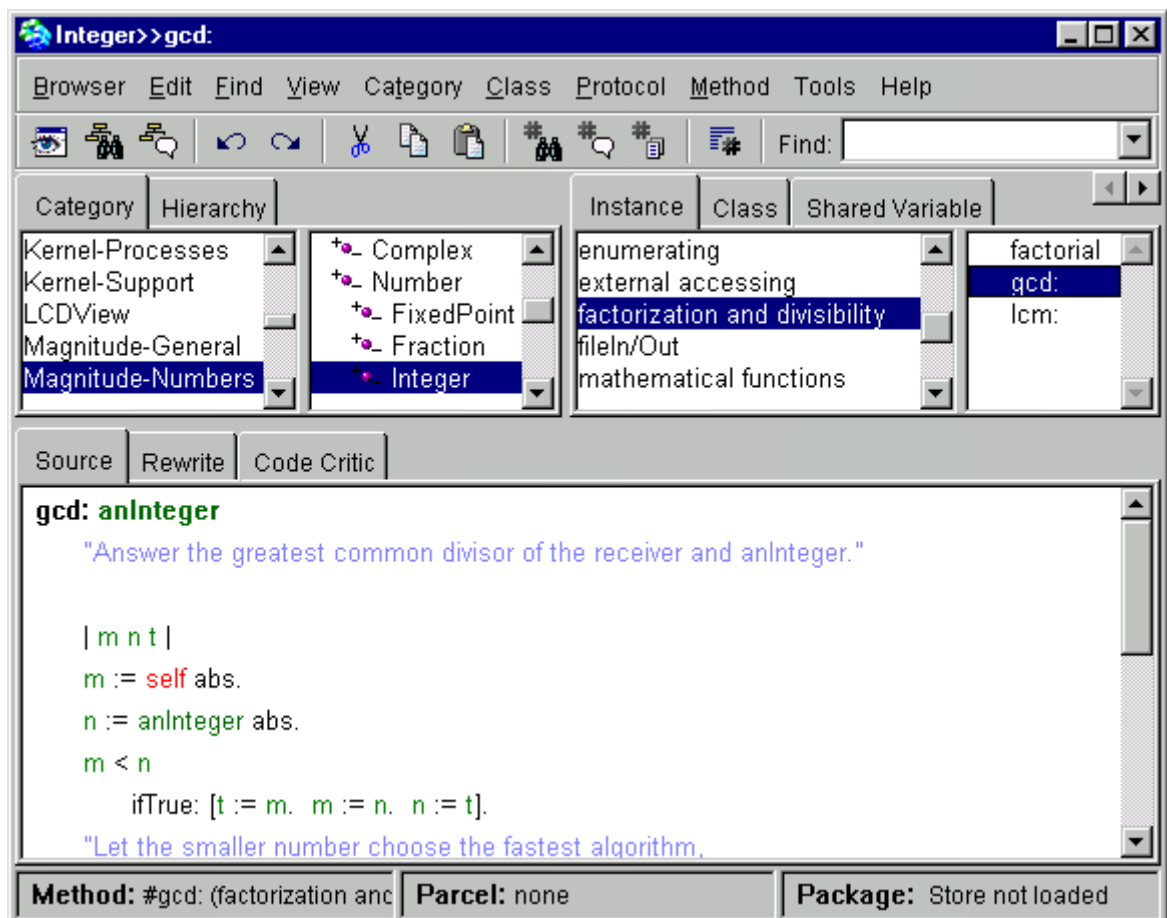 Integer>>gcd:
Browser Edit Find View Category Class Protocol Method Tools Help
Find:
Category Hierarchy
Instance Class Shared Variable
Kernel-Processes
Kernel-Support
LCDView
Magnitude-General
Magnitude-Numbers
Complex
Number
FixedPoint
Fraction
Integer
enumerating
external accessing
factorization and divisibility
fileIn/Out
mathematical functions
factorial
gcd:
lcm:
Source Rewrite Code Critic
gcd: anInteger
"Answer the greatest common divisor of the receiver and anInteger."
| m n t |
m := self abs.
n := anInteger abs.
m < n
ifTrue: [t := m. m := n. n := t].
"Let the smaller number choose the fastest algorithm,
Method: #gcd: (factorization anc Parcel: none Package: Store not loaded